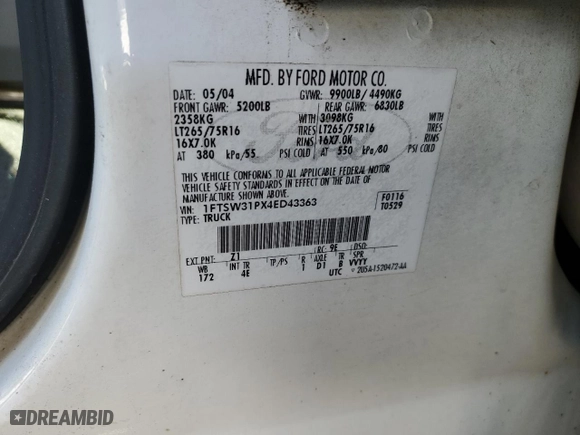 MFD. BY FORD MOTOR CO.
DATE: 05/04 GVWR: 9900LB/ 4490KG
FRONT GAWR: 5200LB REAR GAWR: 6830LB
2358KG WITH 3098KG WITH
LT265/75R16 TIRES LT265/75R16 TIRES
16X7.0K RIMS 16X7.0K RIMS
AT 380 kPa/55 PSI COLD AT 550 kPa/80 PSI COLD
THIS VEHICLE CONFORMS TO ALL APPLICABLE FEDERAL MOTOR
VEHICLE SAFETY STANDARDS IN EFFECT ON THE DATE OF
MANUFACTURE SHOWN ABOVE.
VIN: 1FTSW31PX4ED43363 F0116
TYPE: TRUCK T0529
EXT PNT: Z1 RC: 9E DSO:
WB INT TR TP/PS R AXLE TR SPR
172 4E 1 D1 B VVYY
UTC 205A-1520472-AA
Ford
DREAMBID